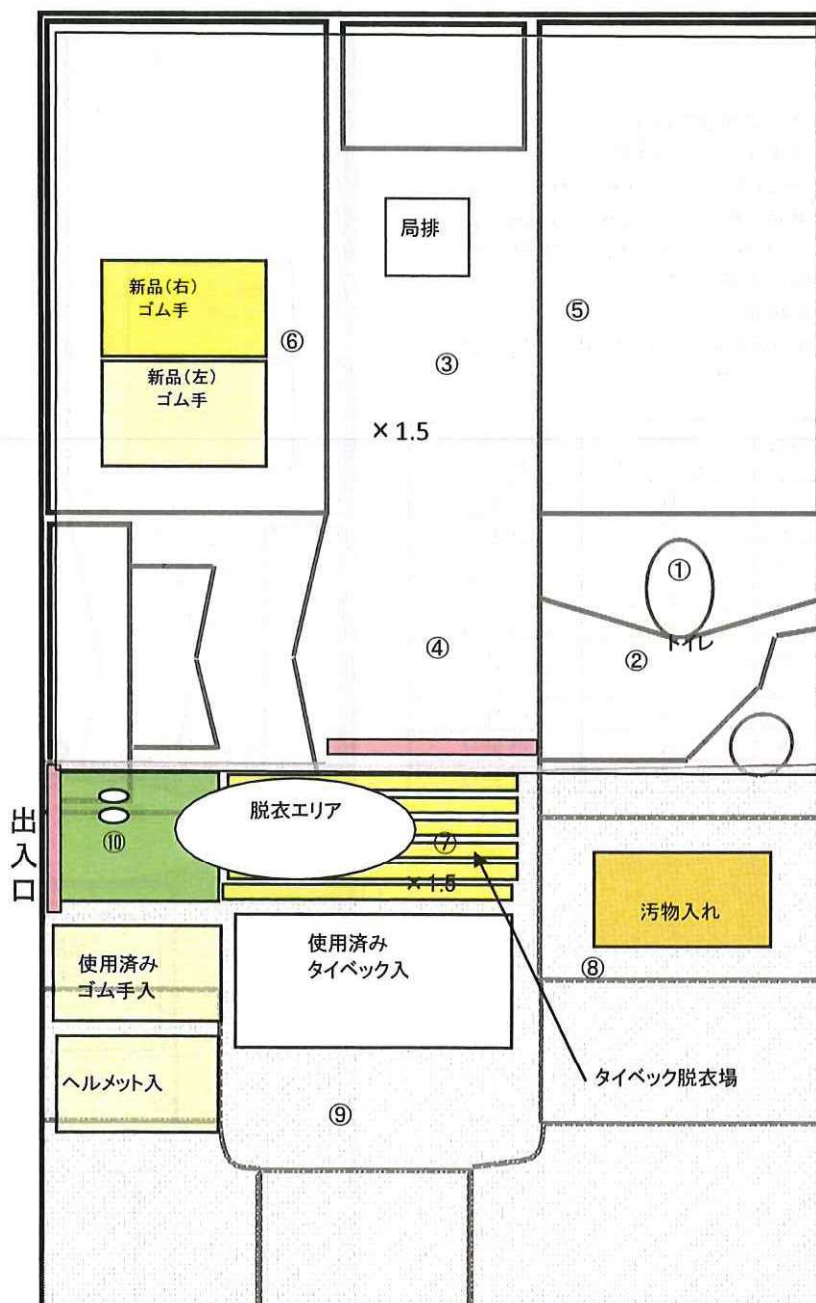 局排
新品(右)
ゴム手
⑥
新品(左)
ゴム手
③
⑤
×1.5
①
トイレ
②
④
出入口
⑩
脱衣エリア
⑦
×1.5
汚物入れ
使用済み
ゴム手入
使用済み
タイベック入
⑧
ヘルメット入
⑨
タイベック脱衣場